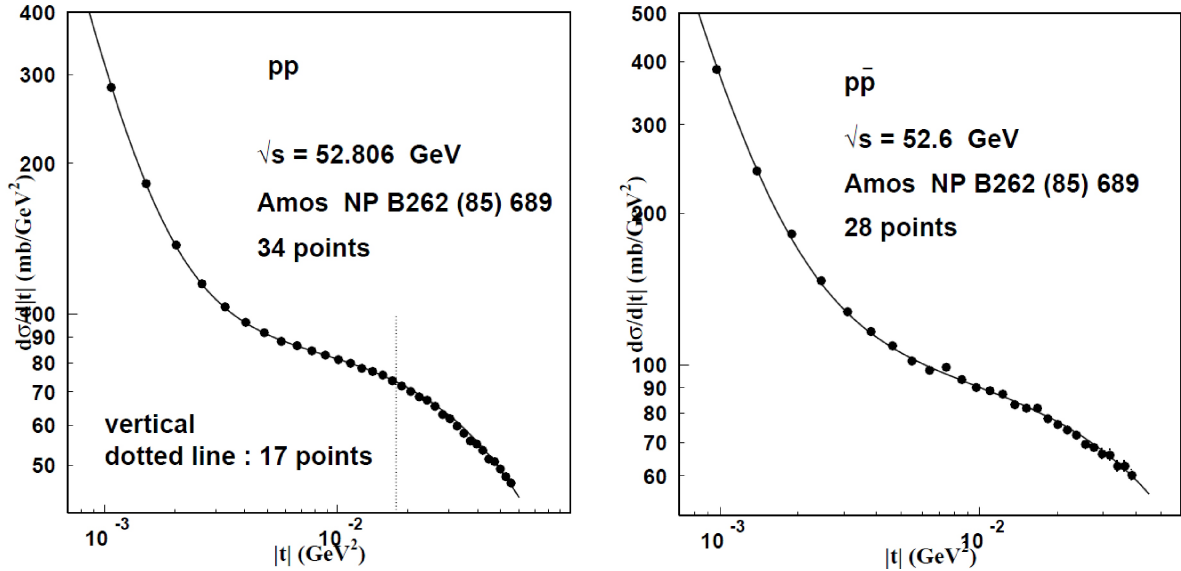 400
300
200
100
90
80
70
60
50
dσ/d|t| (mb/GeV²)
pp
√s = 52.806 GeV
Amos NP B262 (85) 689
34 points
vertical
dotted line : 17 points
10⁻³
10⁻²
|t| (GeV²)
500
400
300
200
100
90
80
70
60
dσ/d|t| (mb/GeV²)
pp̄
√s = 52.6 GeV
Amos NP B262 (85) 689
28 points
10⁻³
10⁻²
|t| (GeV²)